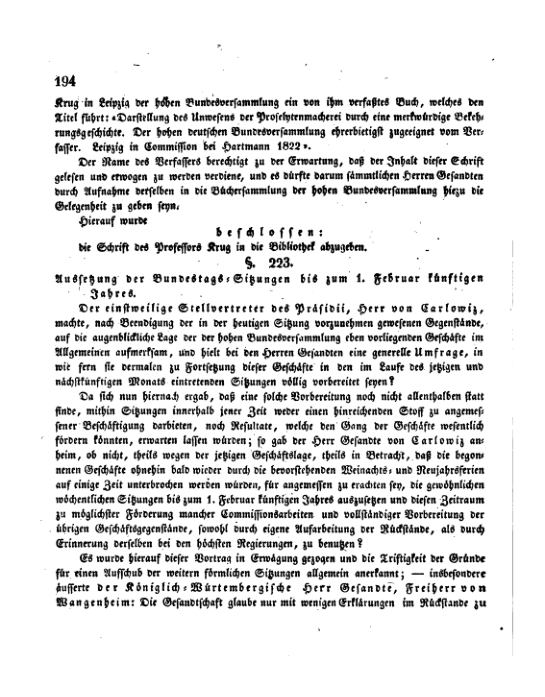 194
Krug in Leipzig der hohen Bundesversammlung ein von ihm verfaßtes Buch, welches den
Titel führt: «Darstellung des Unwesens der Proselytenmacherei durch eine merkwürdige Bekeh-
rungsgeschichte. Der hohen deutschen Bundesversammlung ehrerbietigst zugeeignet vom Ver-
fasser. Leipzig in Commission bei Hartmann 1822».
Der Name des Verfassers berechtigt zu der Erwartung, daß der Inhalt dieser Schrift
gelesen und erwogen zu werden verdiene, und es dürfte darum sämmtlichen Herren Gesandten
durch Aufnahme derselben in die Büchersammlung der hohen Bundesversammlung hiezu die
Gelegenheit zu geben seyn.
Hierauf wurde
beschlossen:
die Schrift des Professors Krug in die Bibliothek abzugeben.
§. 223.
Aussetzung der Bundestags-Sitzungen bis zum 1. Februar künftigen
Jahres.
Der einstweilige Stellvertreter des Präsidii, Herr von Carlowiz,
machte, nach Beendigung der in der heutigen Sitzung vorzunehmen gewesenen Gegenstände,
auf die augenblickliche Lage der der hohen Bundesversammlung eben vorliegenden Geschäfte im
Allgemeinen aufmerksam, und hielt bei den Herren Gesandten eine generelle Umfrage, in
wie fern sie dermalen zu Fortsetzung dieser Geschäfte in den im Laufe des jetzigen und
nächstkünftigen Monats eintretenden Sitzungen völlig vorbereitet seyen?
Da sich nun hiernach ergab, daß eine solche Vorbereitung noch nicht allenthalben statt
finde, mithin Sitzungen innerhalb jener Zeit weder einen hinreichenden Stoff zu angemes-
sener Beschäftigung darbieten, noch Resultate, welche den Gang der Geschäfte wesentlich
fördern könnten, erwarten lassen würden; so gab der Herr Gesandte von Carlowiz an-
heim, ob nicht, theils wegen der jetzigen Geschäftslage, theils in Betracht, daß die begon-
nenen Geschäfte ohnehin bald wieder durch die bevorstehenden Weinachts- und Neujahrsferien
auf einige Zeit unterbrochen werden würden, für angemessen zu erachten sey, die gewöhnlichen
wöchentlichen Sitzungen bis zum 1. Februar künftigen Jahres auszusetzen und diesen Zeitraum
zu möglichster Förderung mancher Commissionsarbeiten und vollständiger Vorbereitung der
übrigen Geschäftsgegenstände, sowohl durch eigene Aufarbeitung der Rückstände, als durch
Erinnerung derselben bei den höchsten Regierungen, zu benutzen?
Es wurde hierauf dieser Vortrag in Erwägung gezogen und die Triftigkeit der Gründe
für einen Aufschub der weitern förmlichen Sitzungen allgemein anerkannt; — insbesondere
äusserte der Königlich-Würtembergische Herr Gesandte, Freiherr von
Wangenheim: Die Gesandtschaft glaube nur mit wenigen Erklärungen im Rückstande zu